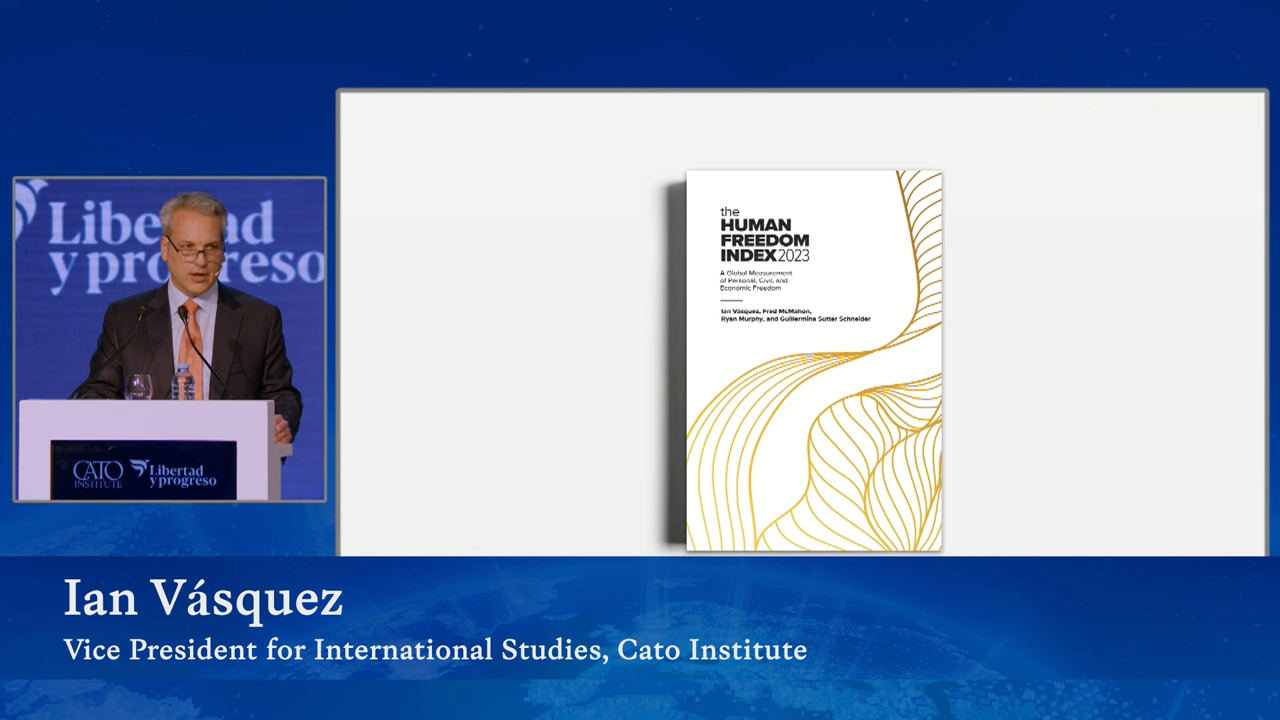 Libertad
y progreso
CATO
INSTITUTE
Libertad
y progreso
the
HUMAN
FREEDOM
INDEX2023
A Global Measurement
of Personal, Civil, and
Economic Freedom
Ian Vásquez, Fred McMahon,
Ryan Murphy, and Guillermina Sutter Schneider
Ian Vásquez
Vice President for International Studies, Cato Institute